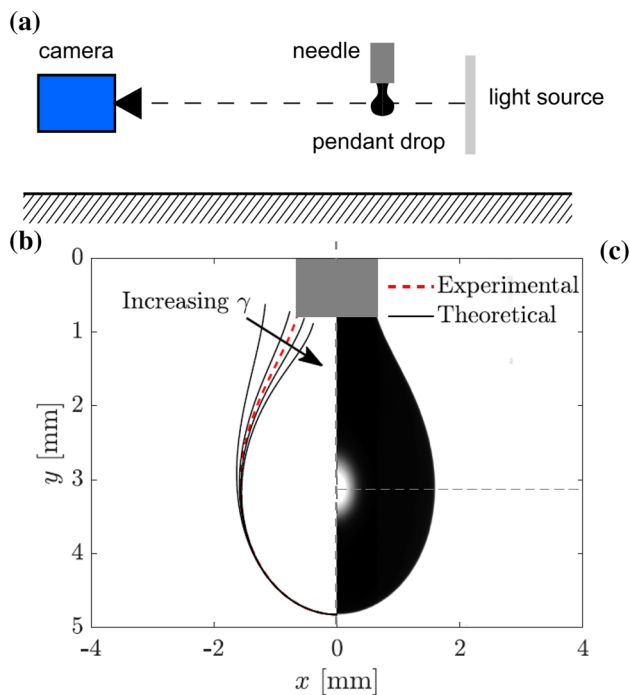 (a)
camera
needle
light source
pendant drop
(b)
(c)
0
1
2
3
4
5
y [mm]
Increasing γ
Experimental
Theoretical
-4
-2
0
2
4
x [mm]